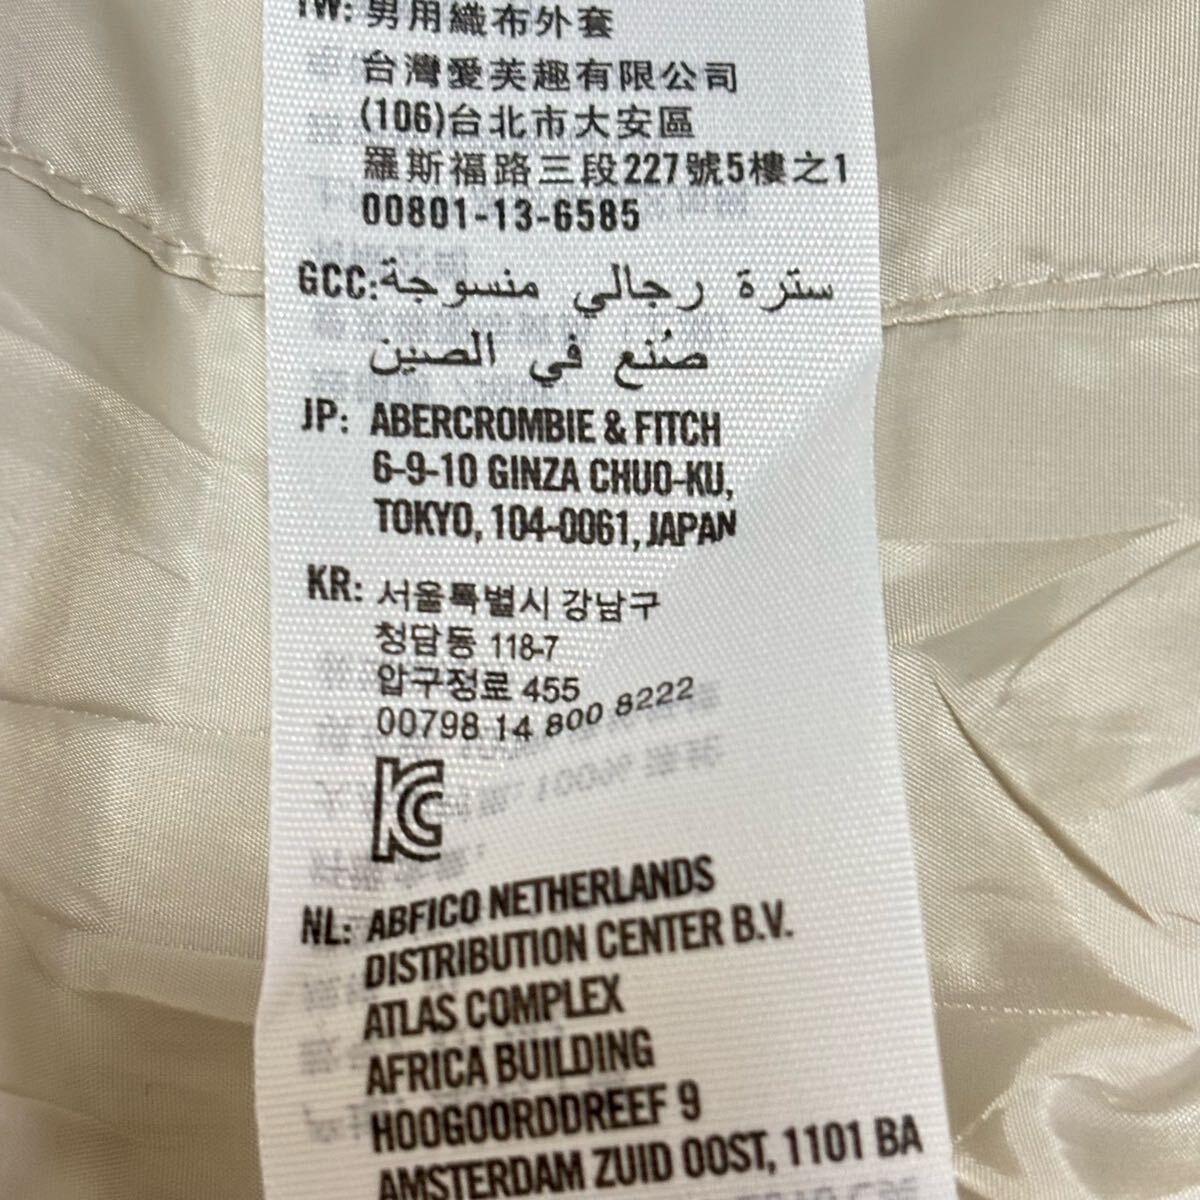 TW: 男用織布外套
台灣愛芙趣有限公司
(106)台北市大安區
羅斯福路三段227號5樓之1
00801-13-6585
GCC: سترة رجالي منسوجة
صُنع في الصين
JP: ABERCROMBIE & FITCH
6-9-10 GINZA CHUO-KU,
TOKYO, 104-0061, JAPAN
KR: 서울특별시 강남구
청담동 118-7
압구정로 455
00798 14 800 8222
KC
NL: ABFICO NETHERLANDS
DISTRIBUTION CENTER B.V.
ATLAS COMPLEX
AFRICA BUILDING
HOOGOORDDREEF 9
AMSTERDAM ZUID OOST, 1101 BA